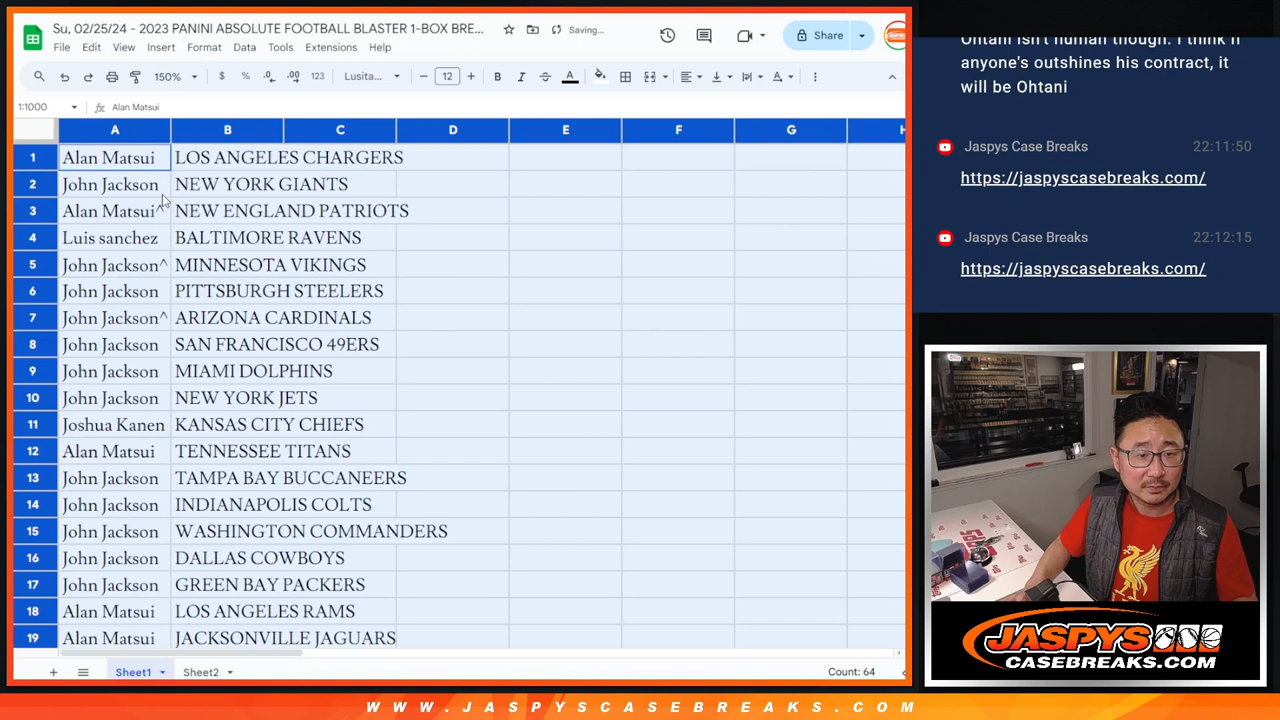 Su, 02/25/24 - 2023 PANINI ABSOLUTE FOOTBALL BLASTER 1-BOX BRE...
Saving...
Share
File Edit View Insert Format Data Tools Extensions Help
150% $ % .0 .00 123 Lusita... 12 B I A
1:1000 fx Alan Matsui
A B C D E F G H
1 Alan Matsui LOS ANGELES CHARGERS
2 John Jackson NEW YORK GIANTS
3 Alan Matsui^ NEW ENGLAND PATRIOTS
4 Luis sanchez BALTIMORE RAVENS
5 John Jackson^ MINNESOTA VIKINGS
6 John Jackson PITTSBURGH STEELERS
7 John Jackson^ ARIZONA CARDINALS
8 John Jackson SAN FRANCISCO 49ERS
9 John Jackson MIAMI DOLPHINS
10 John Jackson NEW YORK JETS
11 Joshua Kanen KANSAS CITY CHIEFS
12 Alan Matsui TENNESSEE TITANS
13 John Jackson TAMPA BAY BUCCANEERS
14 John Jackson INDIANAPOLIS COLTS
15 John Jackson WASHINGTON COMMANDERS
16 John Jackson DALLAS COWBOYS
17 John Jackson GREEN BAY PACKERS
18 Alan Matsui LOS ANGELES RAMS
19 Alan Matsui JACKSONVILLE JAGUARS
Sheet1 Sheet2 Count: 64
Ohtani isn't human though. I think if
anyone's outshines his contract, it
will be Ohtani
Jaspys Case Breaks 22:11:50
https://jaspyscasebreaks.com/
Jaspys Case Breaks 22:12:15
https://jaspyscasebreaks.com/
JASPYS
CASEBREAKS.COM
WWW.JASPYSCASEBREAKS.COM